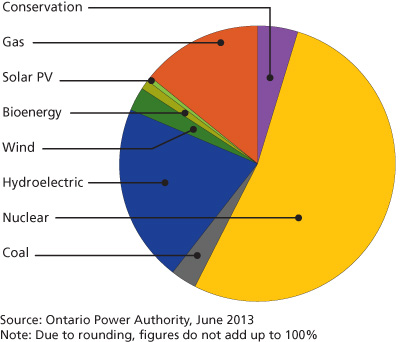 Conservation
Gas
Solar PV
Bioenergy
Wind
Hydroelectric
Nuclear
Coal
Source: Ontario Power Authority, June 2013
Note: Due to rounding, figures do not add up to 100%